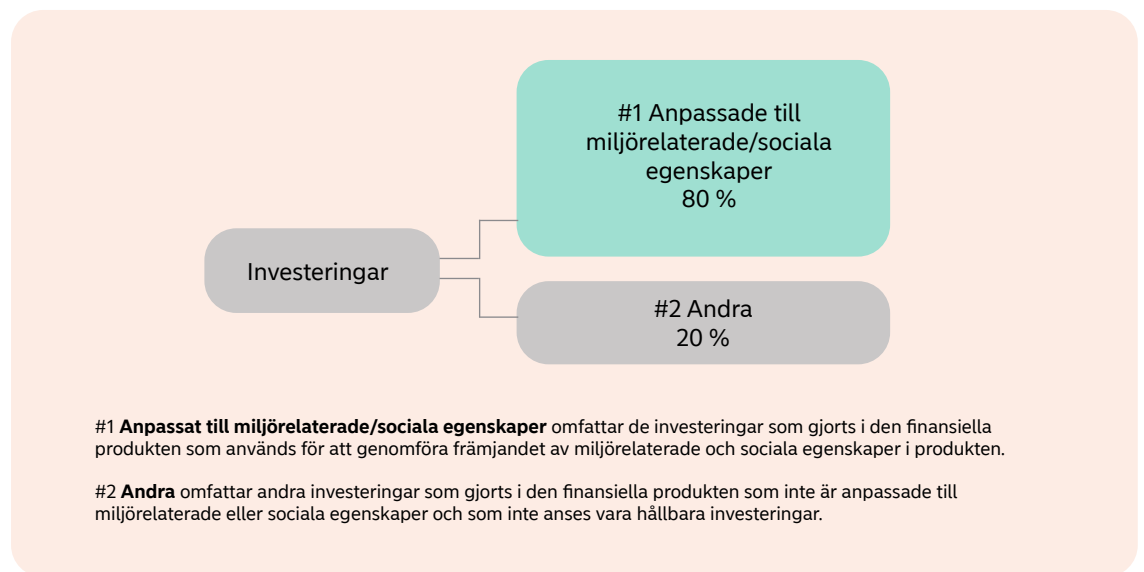 #1 Anpassade till
miljörelaterade/sociala
egenskaper
80 %
Investeringar
#2 Andra
20 %
#1 Anpassat till miljörelaterade/sociala egenskaper omfattar de investeringar som gjorts i den finansiella
produkten som används för att genomföra främjandet av miljörelaterade och sociala egenskaper i produkten.
#2 Andra omfattar andra investeringar som gjorts i den finansiella produkten som inte är anpassade till
miljörelaterade eller sociala egenskaper och som inte anses vara hållbara investeringar.